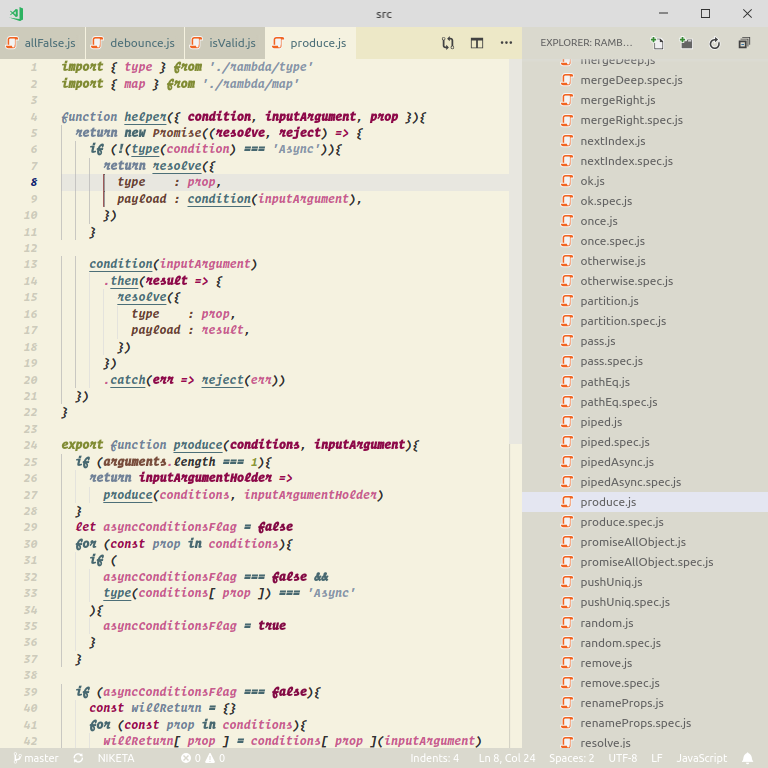 src
allFalse.js debounce.js isValid.js produce.js
EXPLORER: RAMB...
1 import { type } from './rambda/type'
2 import { map } from './rambda/map'
3
4 function helper({ condition, inputArgument, prop }){
5 return new Promise((resolve, reject) => {
6 if (!(type(condition) === 'Async')){
7 return resolve({
8 type : prop,
9 payload : condition(inputArgument),
10 })
11 }
12
13 condition(inputArgument)
14 .then(result => {
15 resolve({
16 type : prop,
17 payload : result,
18 })
19 })
20 .catch(err => reject(err))
21 })
22 }
23
24 export function produce(conditions, inputArgument){
25 if (arguments.length === 1){
26 return inputArgumentHolder =>
27 produce(conditions, inputArgumentHolder)
28 }
29 let asyncConditionsFlag = false
30 for (const prop in conditions){
31 if (
32 asyncConditionsFlag === false &&
33 type(conditions[ prop ]) === 'Async'
34 ){
35 asyncConditionsFlag = true
36 }
37 }
38
39 if (asyncConditionsFlag === false){
40 const willReturn = {}
41 for (const prop in conditions){
42 willReturn[ prop ] = conditions[ prop ](inputArgument)
mergeDeep.js
mergeDeep.spec.js
mergeRight.js
mergeRight.spec.js
nextIndex.js
nextIndex.spec.js
ok.js
ok.spec.js
once.js
once.spec.js
otherwise.js
otherwise.spec.js
partition.js
partition.spec.js
pass.js
pass.spec.js
pathEq.js
pathEq.spec.js
piped.js
piped.spec.js
pipedAsync.js
pipedAsync.spec.js
produce.js
produce.spec.js
promiseAllObject.js
promiseAllObject.spec.js
pushUniq.js
pushUniq.spec.js
random.js
random.spec.js
remove.js
remove.spec.js
renameProps.js
renameProps.spec.js
resolve.js
master NIKETA 0 0 Indents: 4 Ln 8, Col 24 Spaces: 2 UTF-8 LF JavaScript